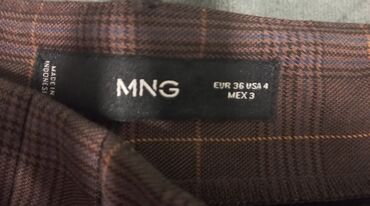 MADE IN
INDONESIA
MNG
EUR 36 USA 4
MEX 3